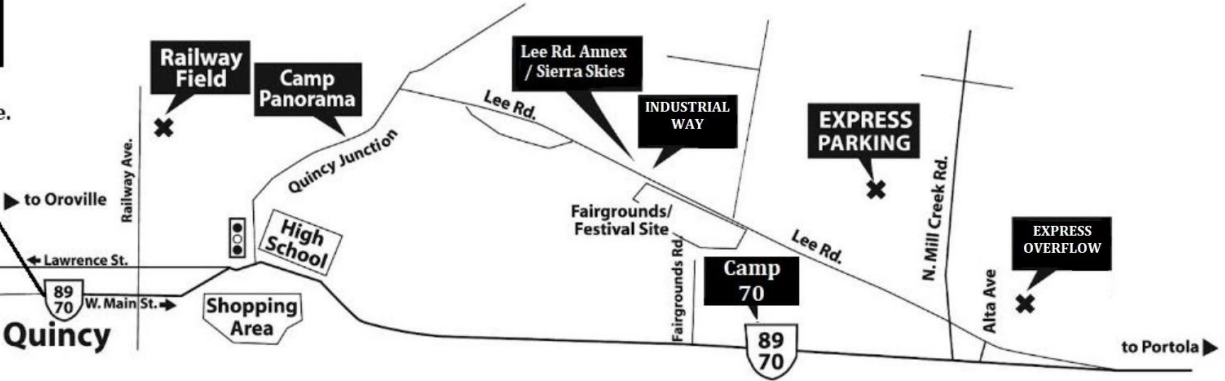 e.
Railway
Field
Camp
Panorama
Lee Rd. Annex
/ Sierra Skies
INDUSTRIAL
WAY
EXPRESS
PARKING
EXPRESS
OVERFLOW
Lee Rd.
Quincy Junction
Railway Ave.
to Oroville
Lawrence St.
89
70
W. Main St.
Quincy
High
School
Shopping
Area
Fairgrounds/
Festival Site
Fairgrounds Rd.
Camp
70
89
70
Lee Rd.
N. Mill Creek Rd.
Alta Ave
to Portola